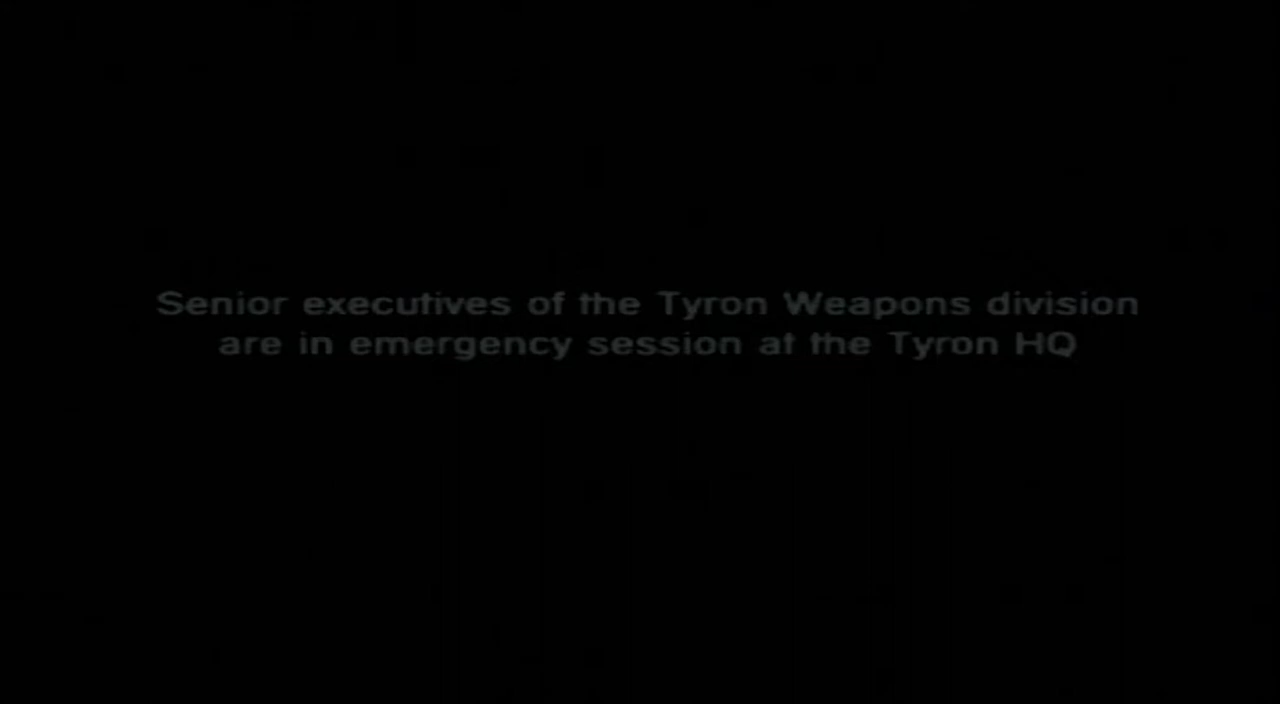 Senior executives of the Tyron Weapons division
are in emergency session at the Tyron HQ